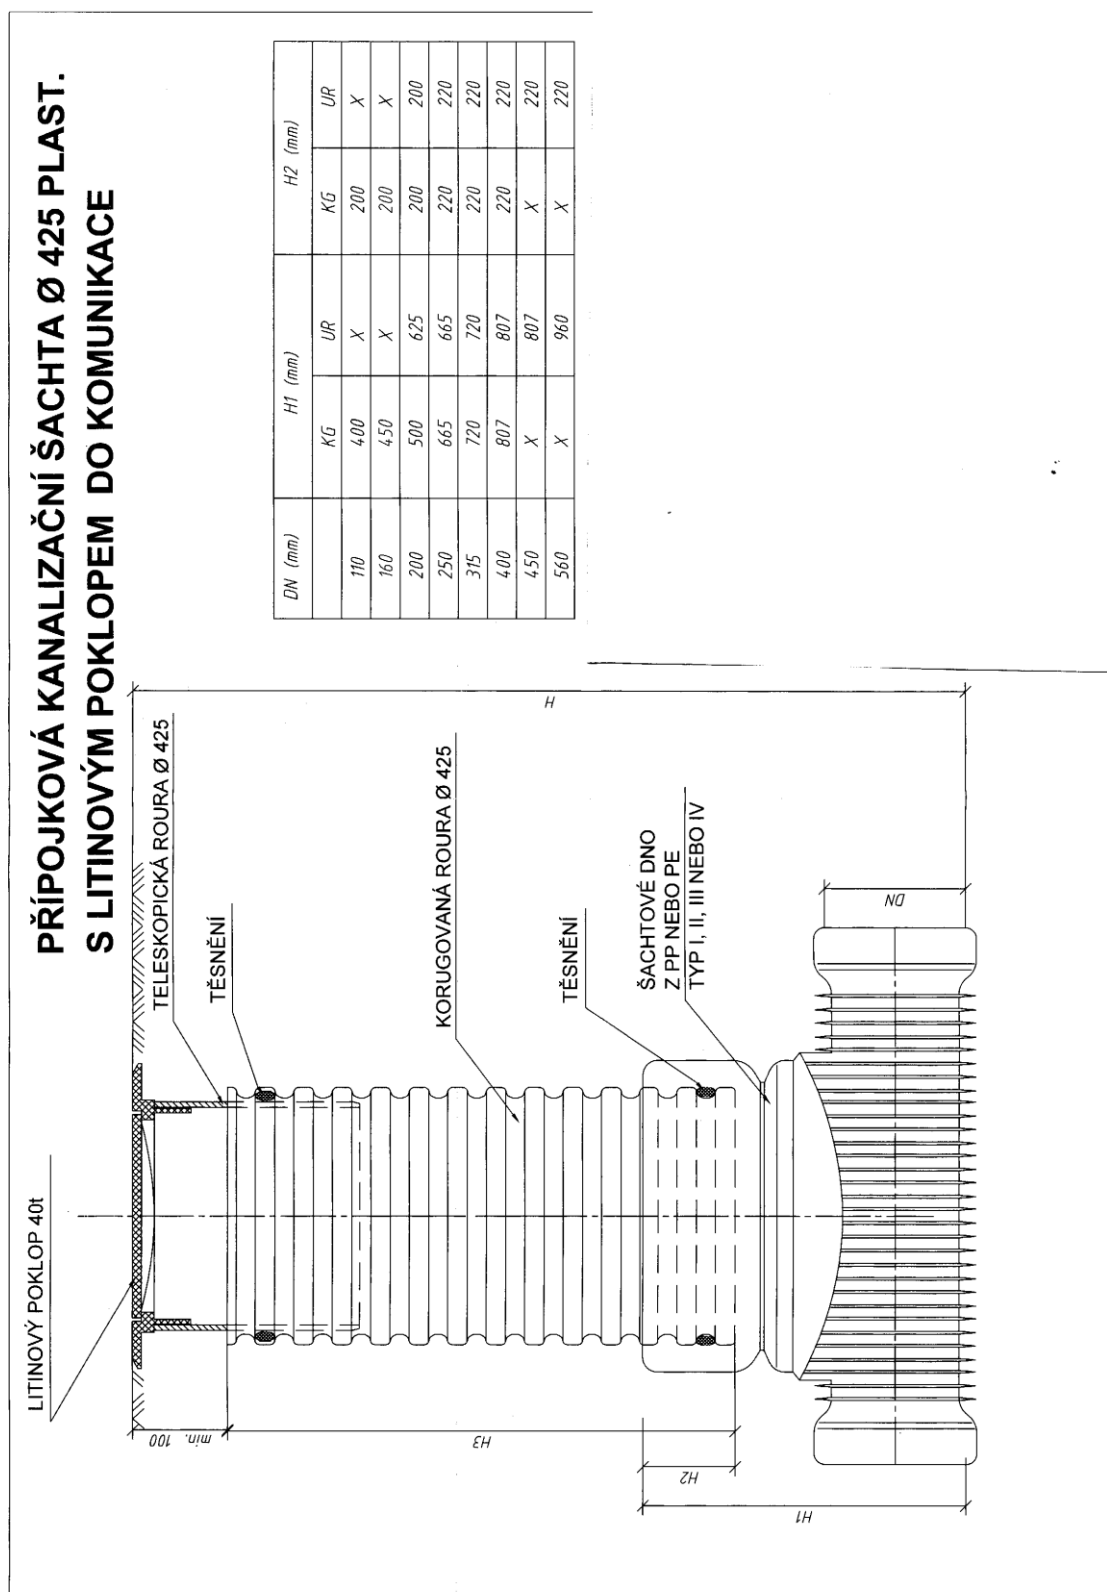 PŘÍPOJKOVÁ KANALIZAČNÍ ŠACHTA Ø 425 PLAST.
S LITINOVÝM POKLOPEM DO KOMUNIKACE
DN (mm) H1 (mm) H2 (mm)
KG UR KG UR
110 400 X 200 X
160 450 X 200 X
200 500 625 200 200
250 665 665 220 220
315 720 720 220 220
400 807 807 220 220
450 X 807 X 220
560 X 960 X 220
LITINOVÝ POKLOP 40t
TELESKOPICKÁ ROURA Ø 425
TĚSNĚNÍ
KORUGOVANÁ ROURA Ø 425
TĚSNĚNÍ
ŠACHTOVÉ DNO
Z PP NEBO PE
TYP I, II, III NEBO IV
min. 100
H3
H2
H1
H
DN